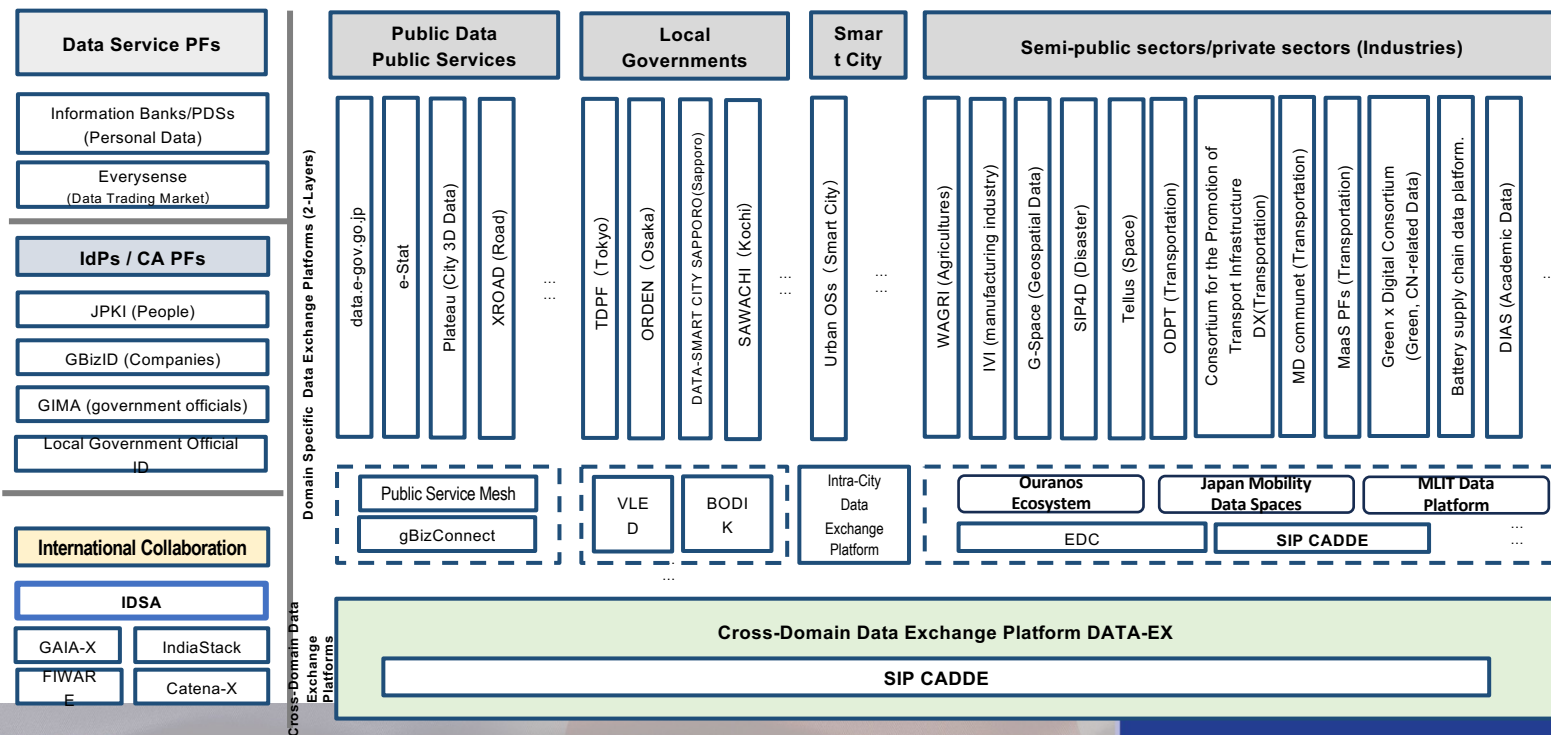 Data Service PFs
Information Banks/PDSs
(Personal Data)
Everysense
(Data Trading Market）
IdPs / CA PFs
JPKI (People)
GBizID (Companies)
GIMA (government officials)
Local Government Official
ID
International Collaboration
IDSA
GAIA-X
IndiaStack
FIWAR
E
Catena-X
Domain Specific Data Exchange Platforms (2-Layers)
Cross-Domain Data
Exchange
Platforms
Public Data
Public Services
data.e-gov.go.jp
e-Stat
Plateau (City 3D Data)
XROAD (Road)
...
...
Public Service Mesh
gBizConnect
Local
Governments
TDPF（Tokyo)
ORDEN（Osaka)
DATA-SMART CITY SAPPORO(Sapporo)
SAWACHI（Kochi)
...
...
VLE
D
BODI
K
...
...
Smar
t City
Urban OSs（Smart City)
...
...
Intra-City
Data
Exchange
Platform
Semi-public sectors/private sectors (Industries)
WAGRI (Agricultures)
IVI (manufacturing industry)
G-Space (Geospatial Data)
SIP4D (Disaster)
Tellus (Space)
ODPT (Transportation)
Consortium for the Promotion of
Transport Infrastructure
DX(Transportation)
MD communet (Transportation)
MaaS PFs (Transportation)
Green x Digital Consortium
(Green, CN-related Data)
Battery supply chain data platform.
DIAS (Academic Data)
...
Ouranos
Ecosystem
Japan Mobility
Data Spaces
MLIT Data
Platform
EDC
SIP CADDE
...
...
Cross-Domain Data Exchange Platform DATA-EX
SIP CADDE